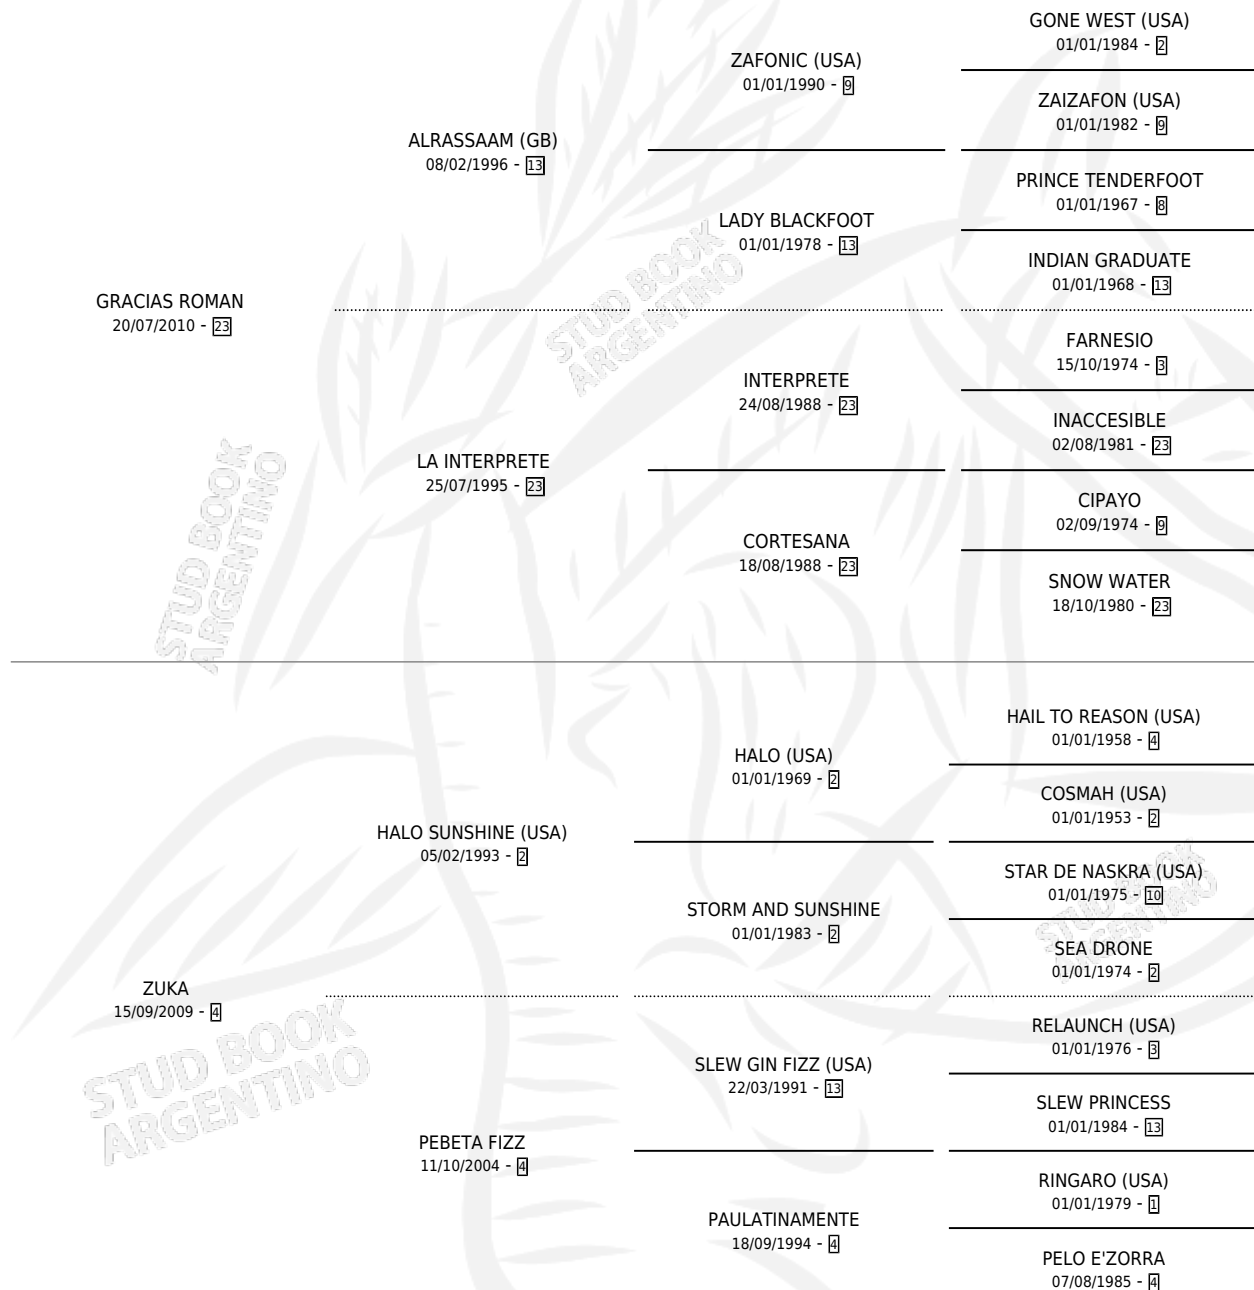 GONE WEST (USA)
01/01/1984 - 2
ZAFONIC (USA)
01/01/1990 - 9
ZAIZAFON (USA)
01/01/1982 - 9
ALRASSAAM (GB)
08/02/1996 - 13
PRINCE TENDERFOOT
01/01/1967 - 8
LADY BLACKFOOT
01/01/1978 - 13
INDIAN GRADUATE
01/01/1968 - 13
GRACIAS ROMAN
20/07/2010 - 23
STUD BOOK
ARGENTINO
FARNESIO
15/10/1974 - 3
INTERPRETE
24/08/1988 - 23
INACCESIBLE
02/08/1981 - 23
LA INTERPRETE
25/07/1995 - 23
CIPAYO
02/09/1974 - 9
CORTESANA
18/08/1988 - 23
SNOW WATER
18/10/1980 - 23
STUD BOOK
ARGENTINO
HAIL TO REASON (USA)
01/01/1958 - 4
HALO (USA)
01/01/1969 - 2
COSMAH (USA)
01/01/1953 - 2
HALO SUNSHINE (USA)
05/02/1993 - 2
STAR DE NASKRA (USA)
01/01/1975 - 10
STORM AND SUNSHINE
01/01/1983 - 2
SEA DRONE
01/01/1974 - 2
STUD BOOK
ARGENTINO
ZUKA
15/09/2009 - 4
RELAUNCH (USA)
01/01/1976 - 3
SLEW GIN FIZZ (USA)
22/03/1991 - 13
SLEW PRINCESS
01/01/1984 - 13
STUD BOOK
ARGENTINO
PEBETA FIZZ
11/10/2004 - 4
RINGARO (USA)
01/01/1979 - 1
PAULATINAMENTE
18/09/1994 - 4
PELO E'ZORRA
07/08/1985 - 4